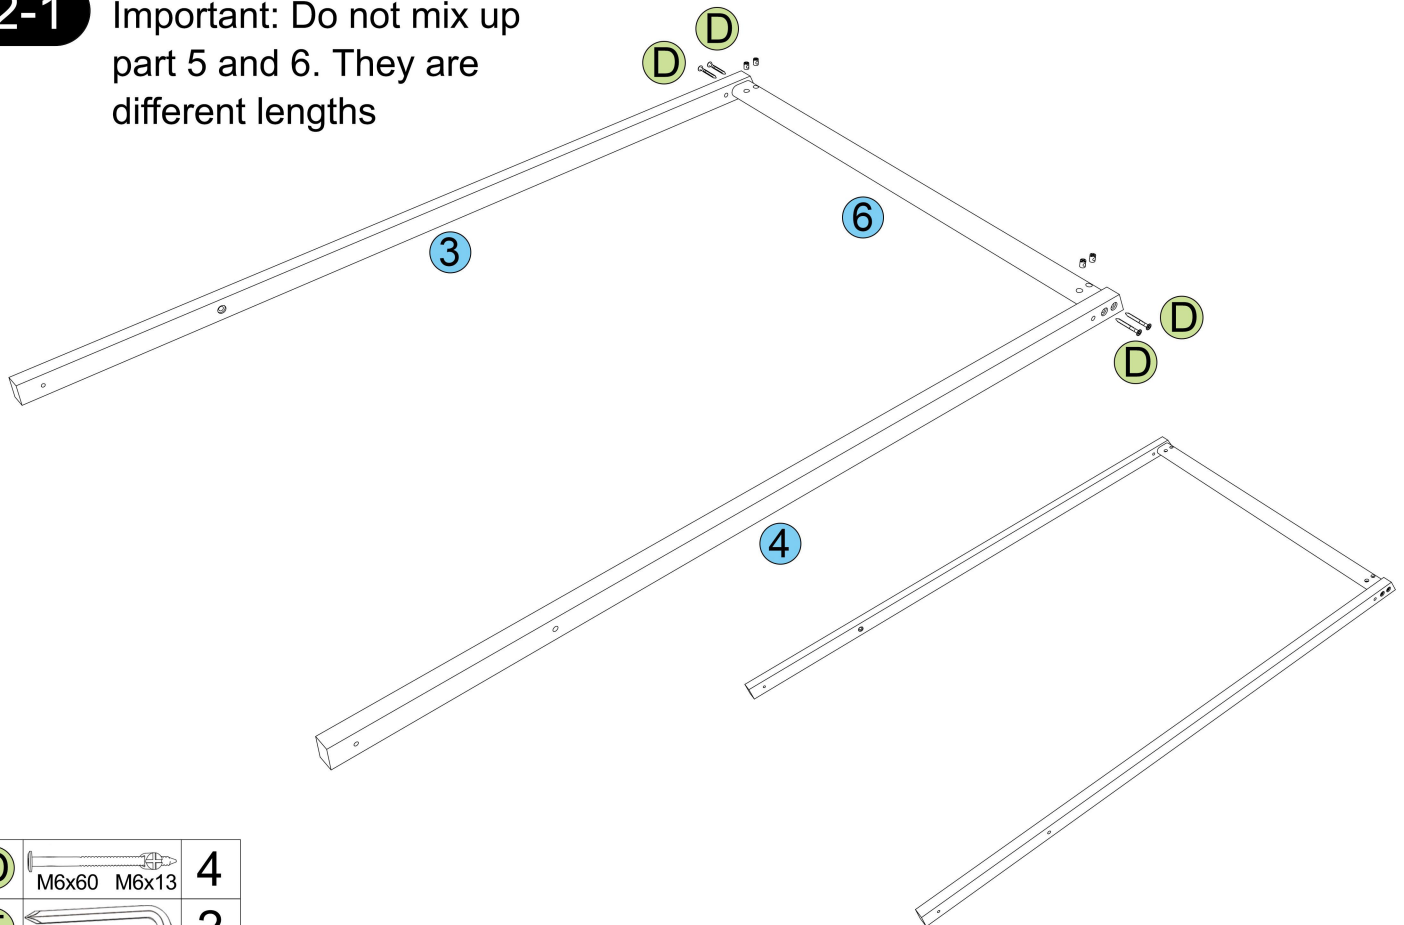 2-1
Important: Do not mix up
part 5 and 6. They are
different lengths
D
D
6
3
D
D
4
D
M6x60 M6x13
4